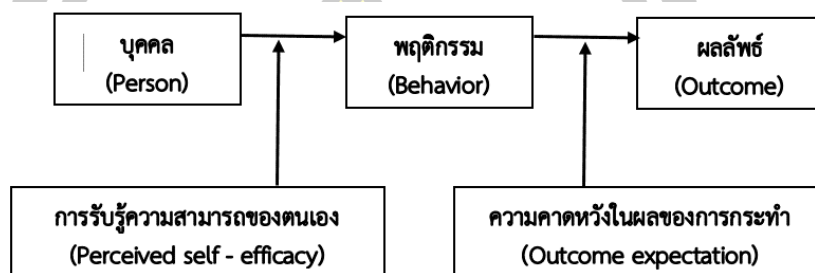 บุคคล
(Person)
พฤติกรรม
(Behavior)
ผลลัพธ์
(Outcome)
การรับรู้ความสามารถของตนเอง
(Perceived self - efficacy)
ความคาดหวังในผลของการกระทำ
(Outcome expectation)